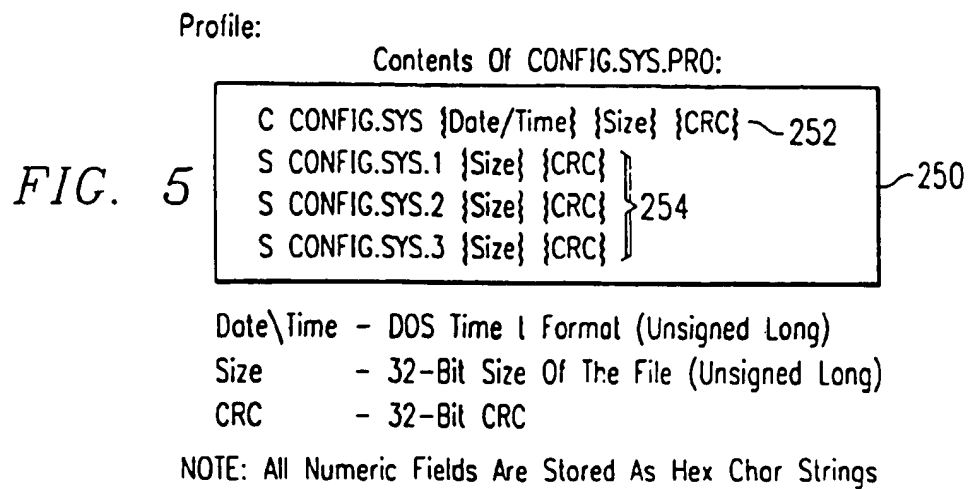 Profile:
Contents Of CONFIG.SYS.PRO:
C CONFIG.SYS {Date/Time} {Size} {CRC} 252
S CONFIG.SYS.1 {Size} {CRC}
FIG. 5 S CONFIG.SYS.2 {Size} {CRC} 254 250
S CONFIG.SYS.3 {Size} {CRC}
Date\Time - DOS Time t Format (Unsigned Long)
Size - 32-Bit Size Of The File (Unsigned Long)
CRC - 32-Bit CRC
NOTE: All Numeric Fields Are Stored As Hex Char Strings